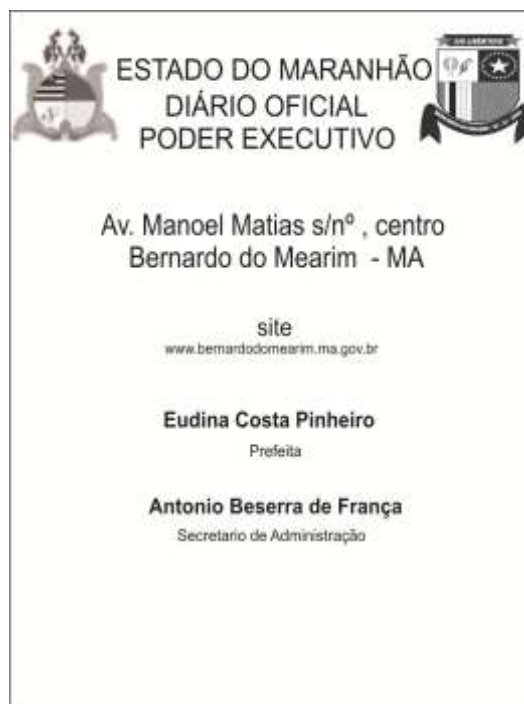 ESTADO DO MARANHÃO
DIÁRIO OFICIAL
PODER EXECUTIVO
Av. Manoel Matias s/nº , centro
Bernardo do Mearim - MA
site
www.bernardodomearim.ma.gov.br
Eudina Costa Pinheiro
Prefeita
Antonio Beserra de França
Secretario de Administração